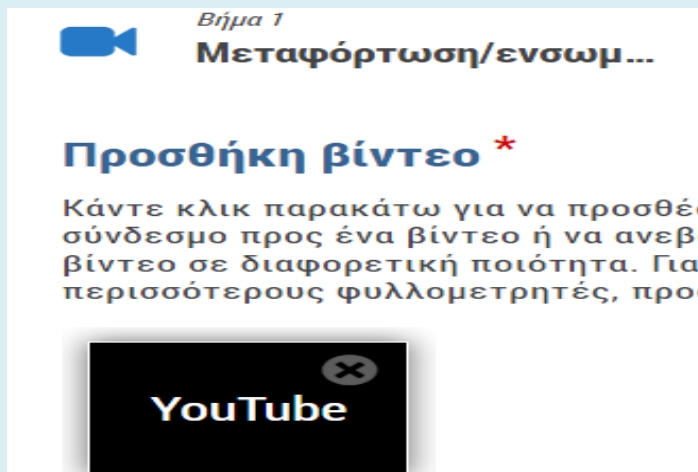 Βήμα 1
Μεταφόρτωση/ενσωμ...
Προσθήκη βίντεο *
Κάντε κλικ παρακάτω για να προσθέσ
σύνδεσμο προς ένα βίντεο ή να ανεβ
βίντεο σε διαφορετική ποιότητα. Για
περισσότερους φυλλομετρητές, προσ
YouTube